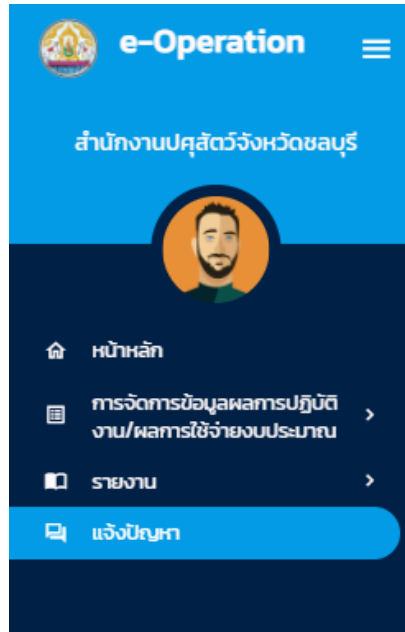 e-Operation
สำนักงานปศุสัตว์จังหวัดชลบุรี
หน้าหลัก
การจัดการข้อมูลผลการปฏิบัติ
งาน/ผลการใช้จ่ายงบประมาณ
รายงาน
แจ้งปัญหา